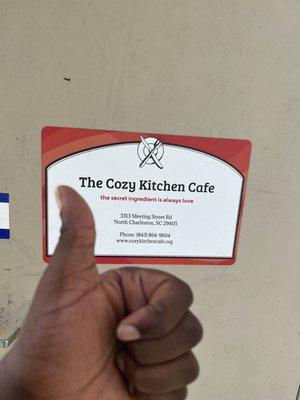 The Cozy Kitchen Cafe
the secret ingredient is always love
3313 Meeting Street Rd
North Charleston, SC 29405
Phone: (843) 864-9604
www.cozykitchencafe.org